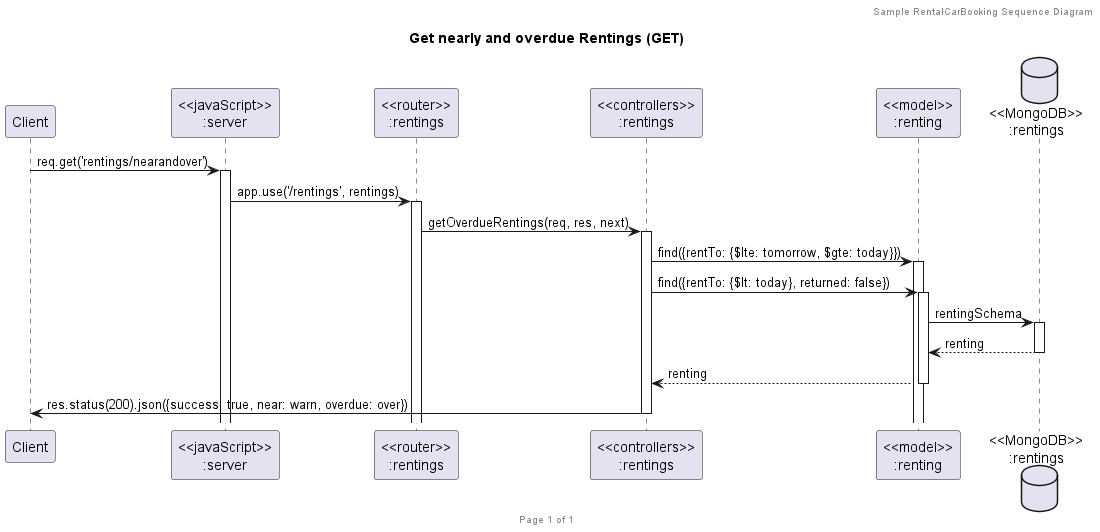 Sample RentalCarBooking Sequence Diagram
Get nearly and overdue Rentings (GET)
Client
<<javaScript>>
:server
<<router>>
:rentings
<<controllers>>
:rentings
<<model>>
:renting
<<MongoDB>>
:rentings
req.get('rentings/nearandover')
app.use('/rentings', rentings)
getOverdueRentings(req, res, next)
find({rentTo: {$lte: tomorrow, $gte: today}})
find({rentTo: {$lt: today}, returned: false})
rentingSchema
renting
renting
res.status(200).json({success: true, near: warn, overdue: over})
Client
<<javaScript>>
:server
<<router>>
:rentings
<<controllers>>
:rentings
<<model>>
:renting
<<MongoDB>>
:rentings
Page 1 of 1